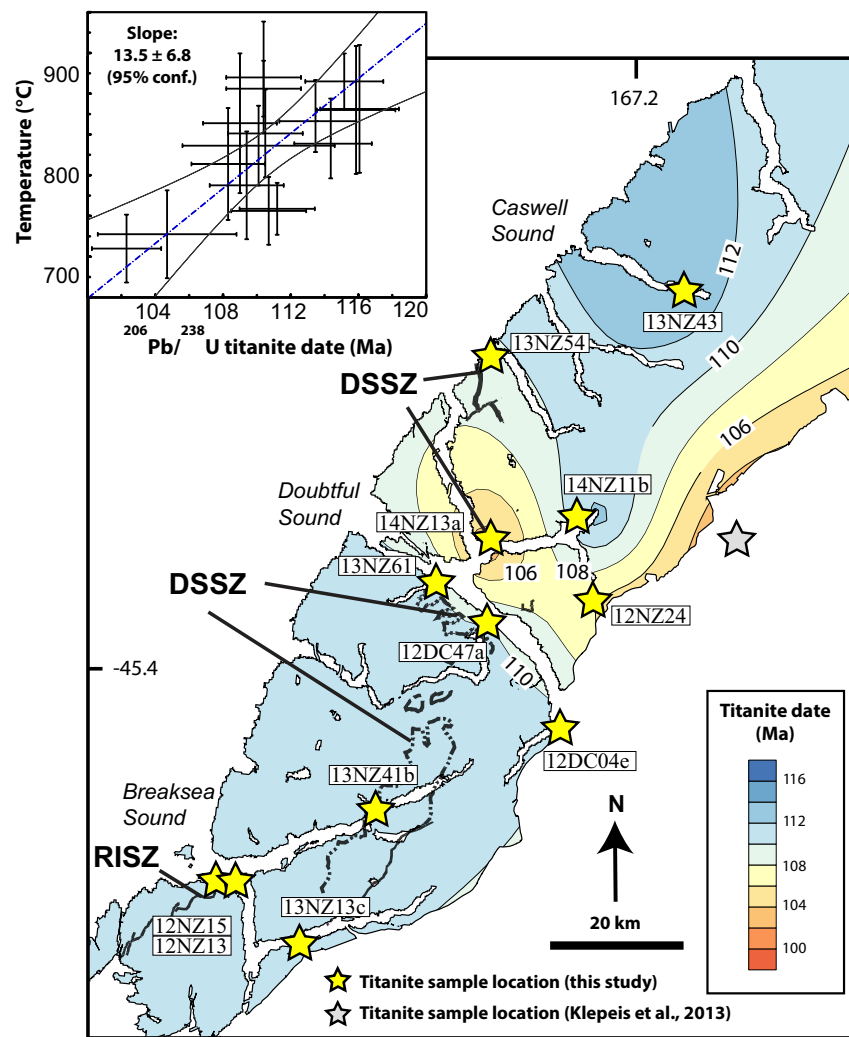 Slope:
13.5 ± 6.8
(95% conf.)
Temperature (°C)
900
800
700
104
108
112
116
120
206Pb/238U titanite date (Ma)
167.2
Caswell
Sound
112
13NZ43
110
13NZ54
DSSZ
106
14NZ11b
Doubtful
Sound
14NZ13a
106
108
13NZ61
DSSZ
12NZ24
12DC47a
-45.4
110
12DC04e
13NZ41b
Breaksea
Sound
RISZ
13NZ13c
12NZ15
12NZ13
N
20 km
Titanite date
(Ma)
116
112
108
104
100
Titanite sample location (this study)
Titanite sample location (Klepeis et al., 2013)